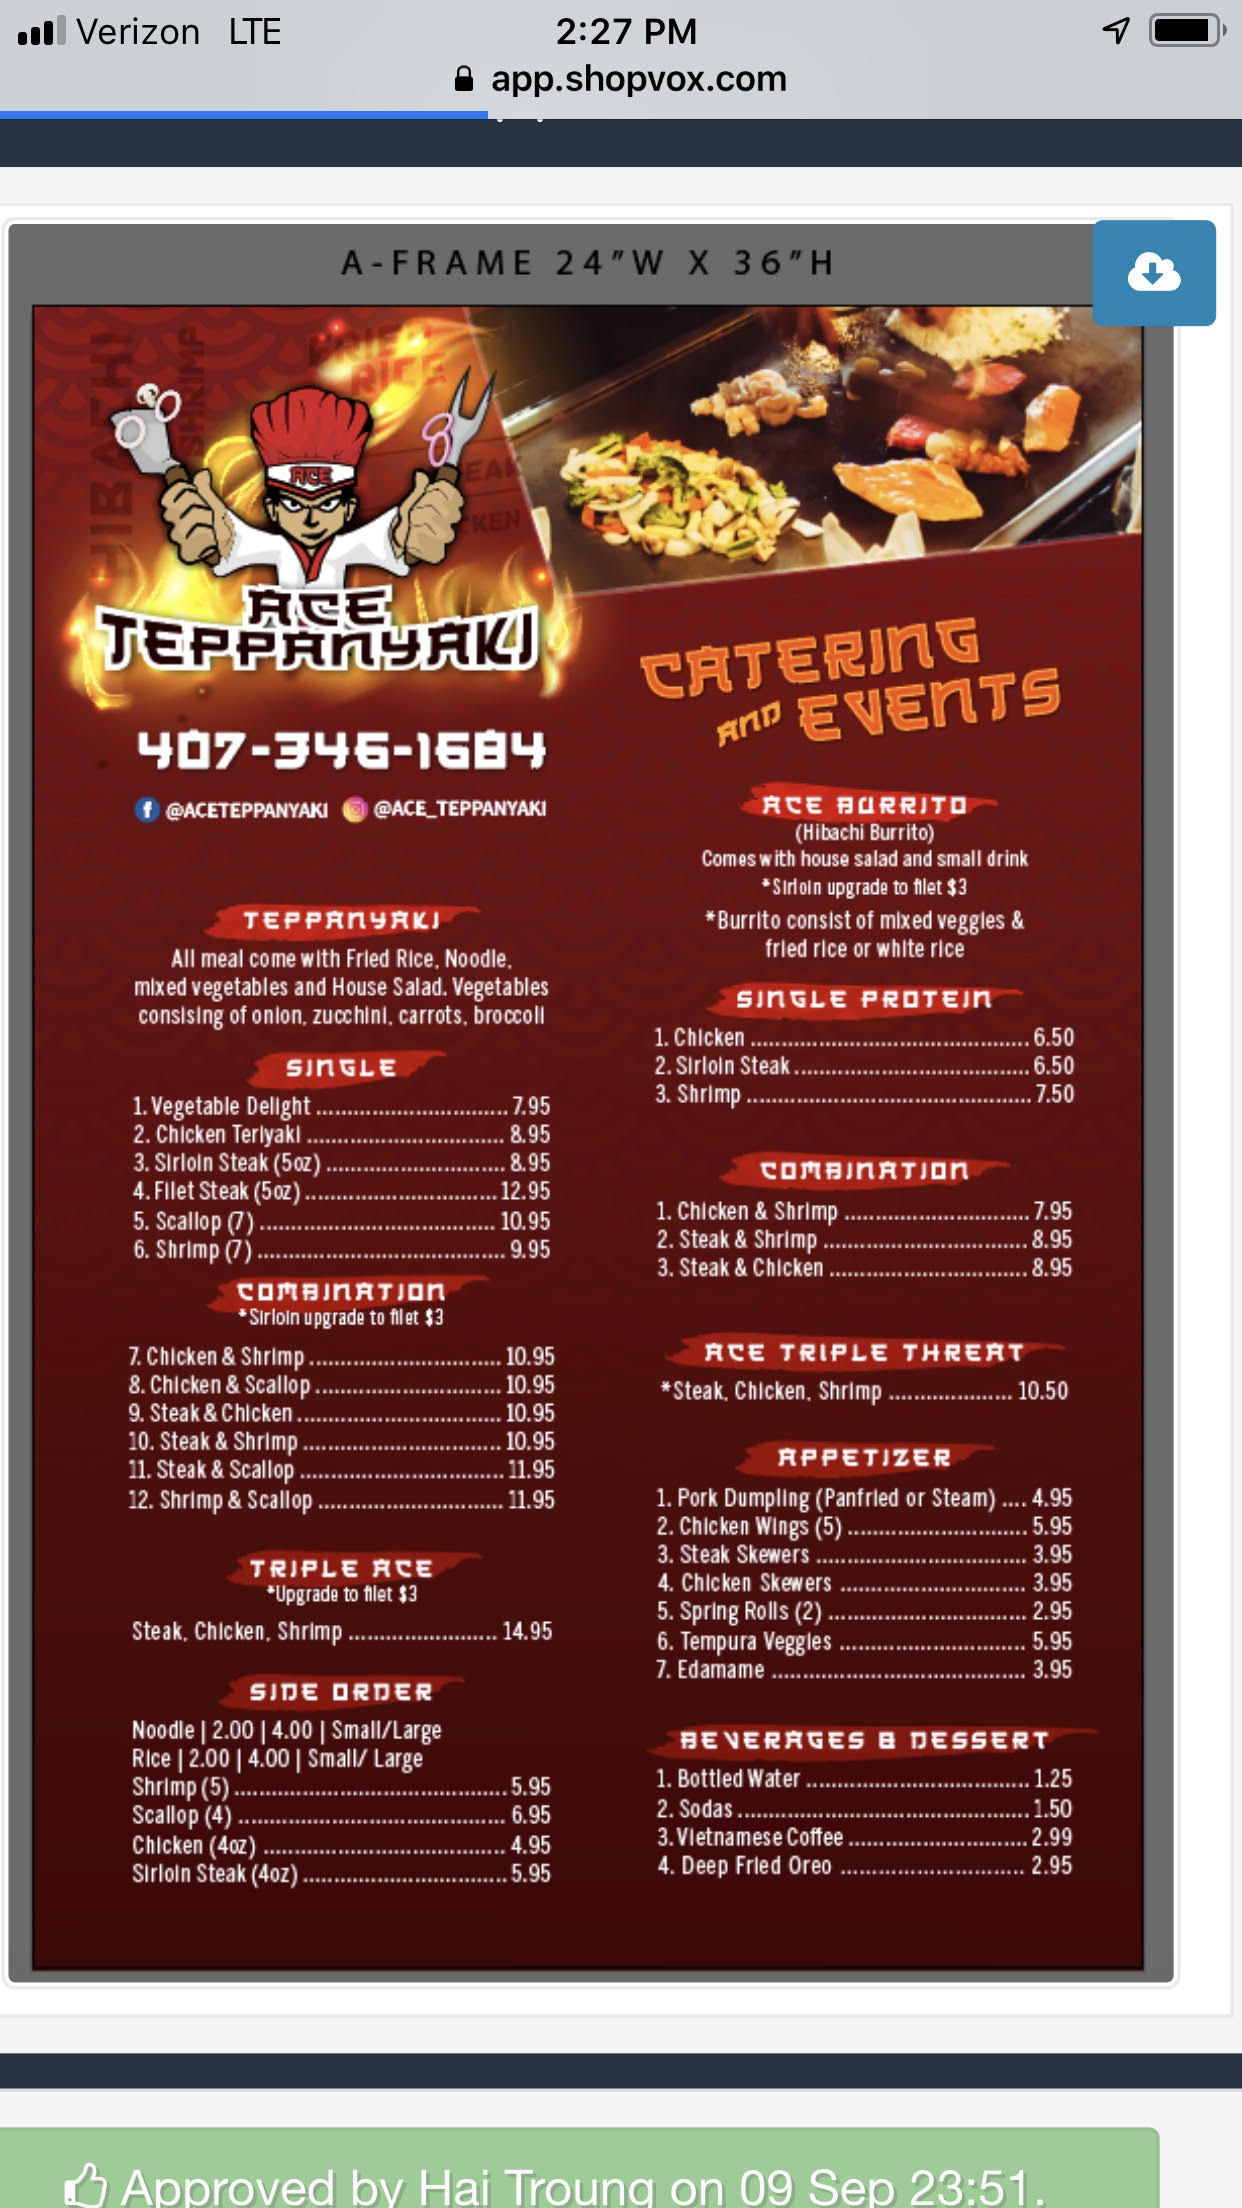 Verizon LTE 2:27 PM
app.shopvox.com
A-FRAME 24"W X 36"H
HIBACHI
SHRIMP
FRIED
RICE
ACE
ACE
TEPPANYAKI
407-346-1684
@ACETEPPANYAKI @ACE_TEPPANYAKI
TEPPANYAKI
All meal come with Fried Rice, Noodle,
mixed vegetables and House Salad. Vegetables
consising of onion, zucchini, carrots, broccoli
SINGLE
1. Vegetable Delight ............................... 7.95
2. Chicken Teriyaki ................................ 8.95
3. Sirloin Steak (5oz) ............................. 8.95
4. Filet Steak (5oz) ............................... 12.95
5. Scallop (7) ...................................... 10.95
6. Shrimp (7) ........................................ 9.95
COMBINATION
*Sirloin upgrade to filet $3
7. Chicken & Shrimp ............................... 10.95
8. Chicken & Scallop .............................. 10.95
9. Steak & Chicken ................................. 10.95
10. Steak & Shrimp ................................ 10.95
11. Steak & Scallop ................................. 11.95
12. Shrimp & Scallop .............................. 11.95
TRIPLE ACE
*Upgrade to filet $3
Steak, Chicken, Shrimp ........................ 14.95
SIDE ORDER
Noodle | 2.00 | 4.00 | Small/Large
Rice | 2.00 | 4.00 | Small/ Large
Shrimp (5) ............................................ 5.95
Scallop (4) ........................................... 6.95
Chicken (4oz) ....................................... 4.95
Sirloin Steak (4oz) ................................. 5.95
CATERING
AND EVENTS
ACE BURRITO
(Hibachi Burrito)
Comes with house salad and small drink
*Sirloin upgrade to filet $3
*Burrito consist of mixed veggies &
fried rice or white rice
SINGLE PROTEIN
1. Chicken ............................................. 6.50
2. Sirloin Steak ...................................... 6.50
3. Shrimp .............................................. 7.50
COMBINATION
1. Chicken & Shrimp .............................. 7.95
2. Steak & Shrimp ................................. 8.95
3. Steak & Chicken ................................ 8.95
ACE TRIPLE THREAT
*Steak, Chicken, Shrimp .................... 10.50
APPETIZER
1. Pork Dumpling (Panfried or Steam) .... 4.95
2. Chicken Wings (5) ............................. 5.95
3. Steak Skewers .................................. 3.95
4. Chicken Skewers .............................. 3.95
5. Spring Rolls (2) ................................ 2.95
6. Tempura Veggies .............................. 5.95
7. Edamame ......................................... 3.95
BEVERAGES & DESSERT
1. Bottled Water .................................... 1.25
2. Sodas ............................................... 1.50
3. Vietnamese Coffee ............................. 2.99
4. Deep Fried Oreo .............................. 2.95
Approved by Hai Troung on 09 Sep 23:51.